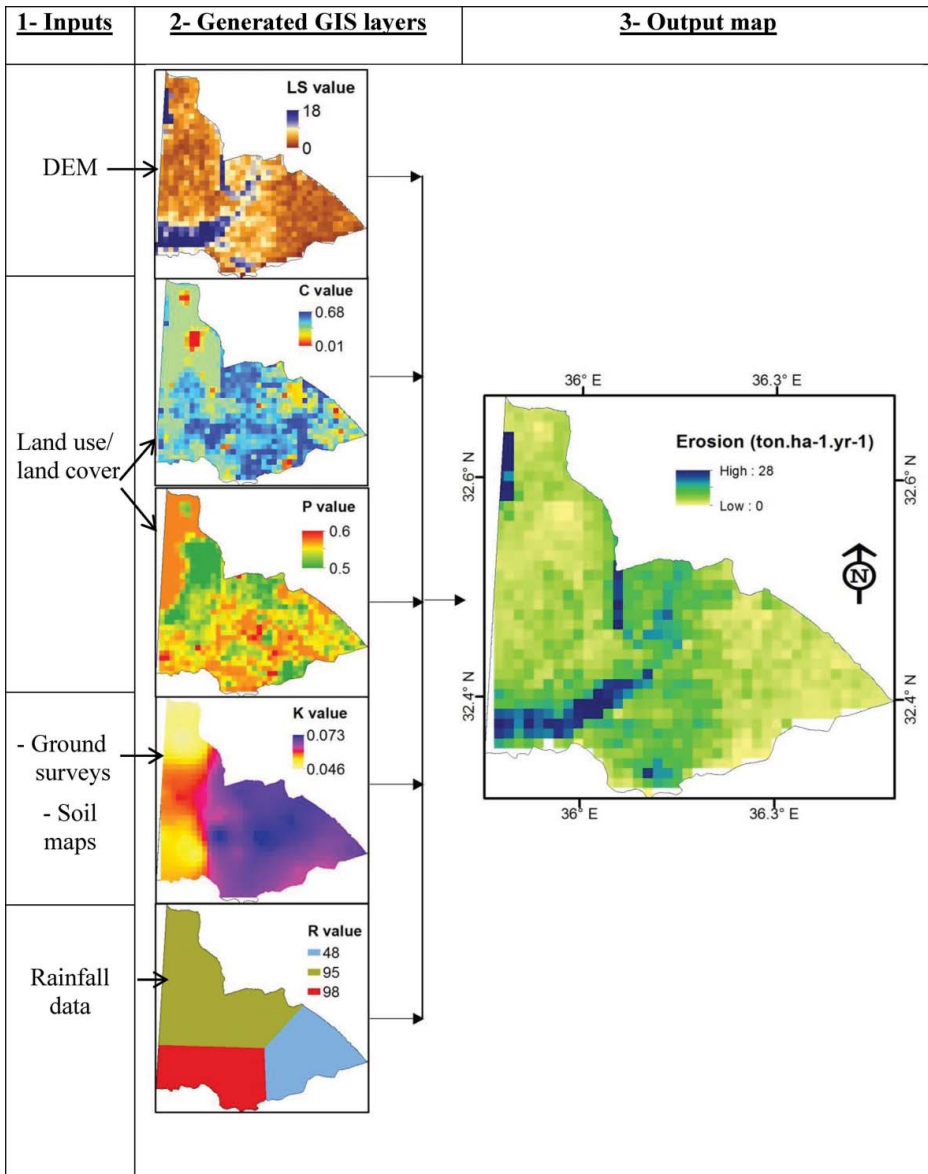 1- Inputs
2- Generated GIS layers
3- Output map
DEM
LS value
18
0
Land use/
land cover
C value
0.68
0.01
P value
0.6
0.5
- Ground
surveys
- Soil
maps
K value
0.073
0.046
Rainfall
data
R value
48
95
98
36° E
36.3° E
Erosion (ton.ha-1.yr-1)
High : 28
Low : 0
32.6° N
32.6° N
N
32.4° N
32.4° N
36° E
36.3° E